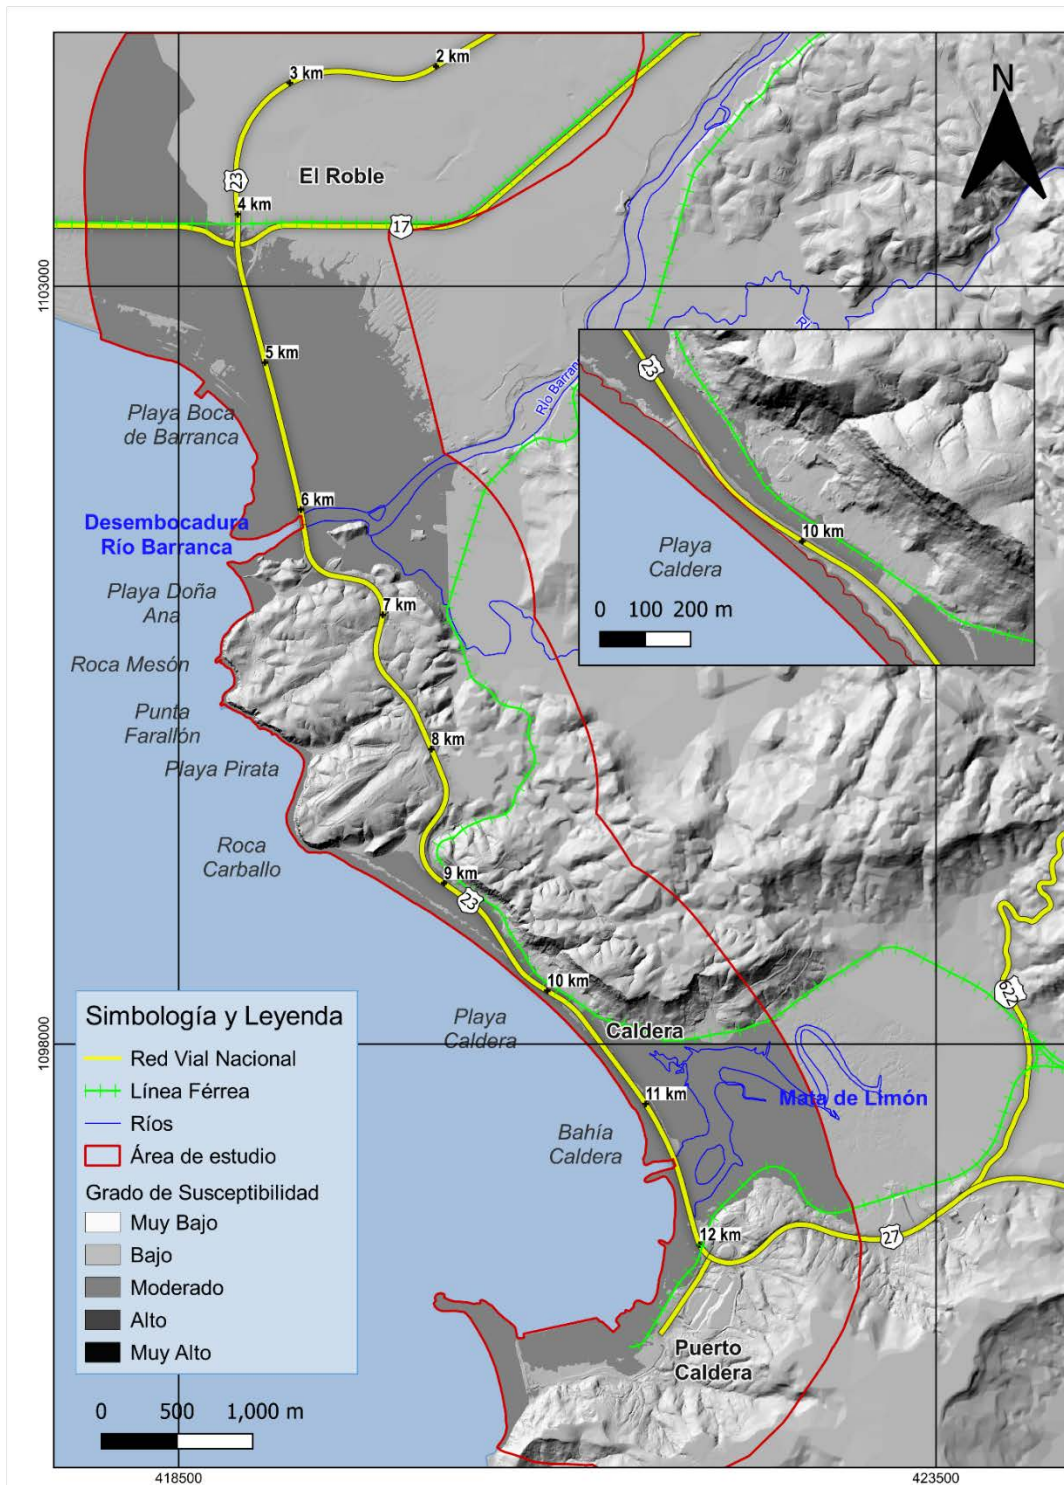 2 km
3 km
N
El Roble
23
4 km
17
1103000
5 km
Playa Boca
de Barranca
Río Barran
23
6 km
Desembocadura
Río Barranca
10 km
Playa
Caldera
0 100 200 m
Playa Doña
Ana
7 km
Roca Mesón
Punta
Farallón
8 km
Playa Pirata
Roca
Carballo
9 km
23
10 km
622
Simbología y Leyenda
Playa
Caldera
Caldera
1098000
Red Vial Nacional
Línea Férrea
Ríos
Área de estudio
Grado de Susceptibilidad
Muy Bajo
Bajo
Moderado
Alto
Muy Alto
11 km
Mata de Limón
Bahía
Caldera
12 km
27
Puerto
Caldera
0 500 1,000 m
418500
423500